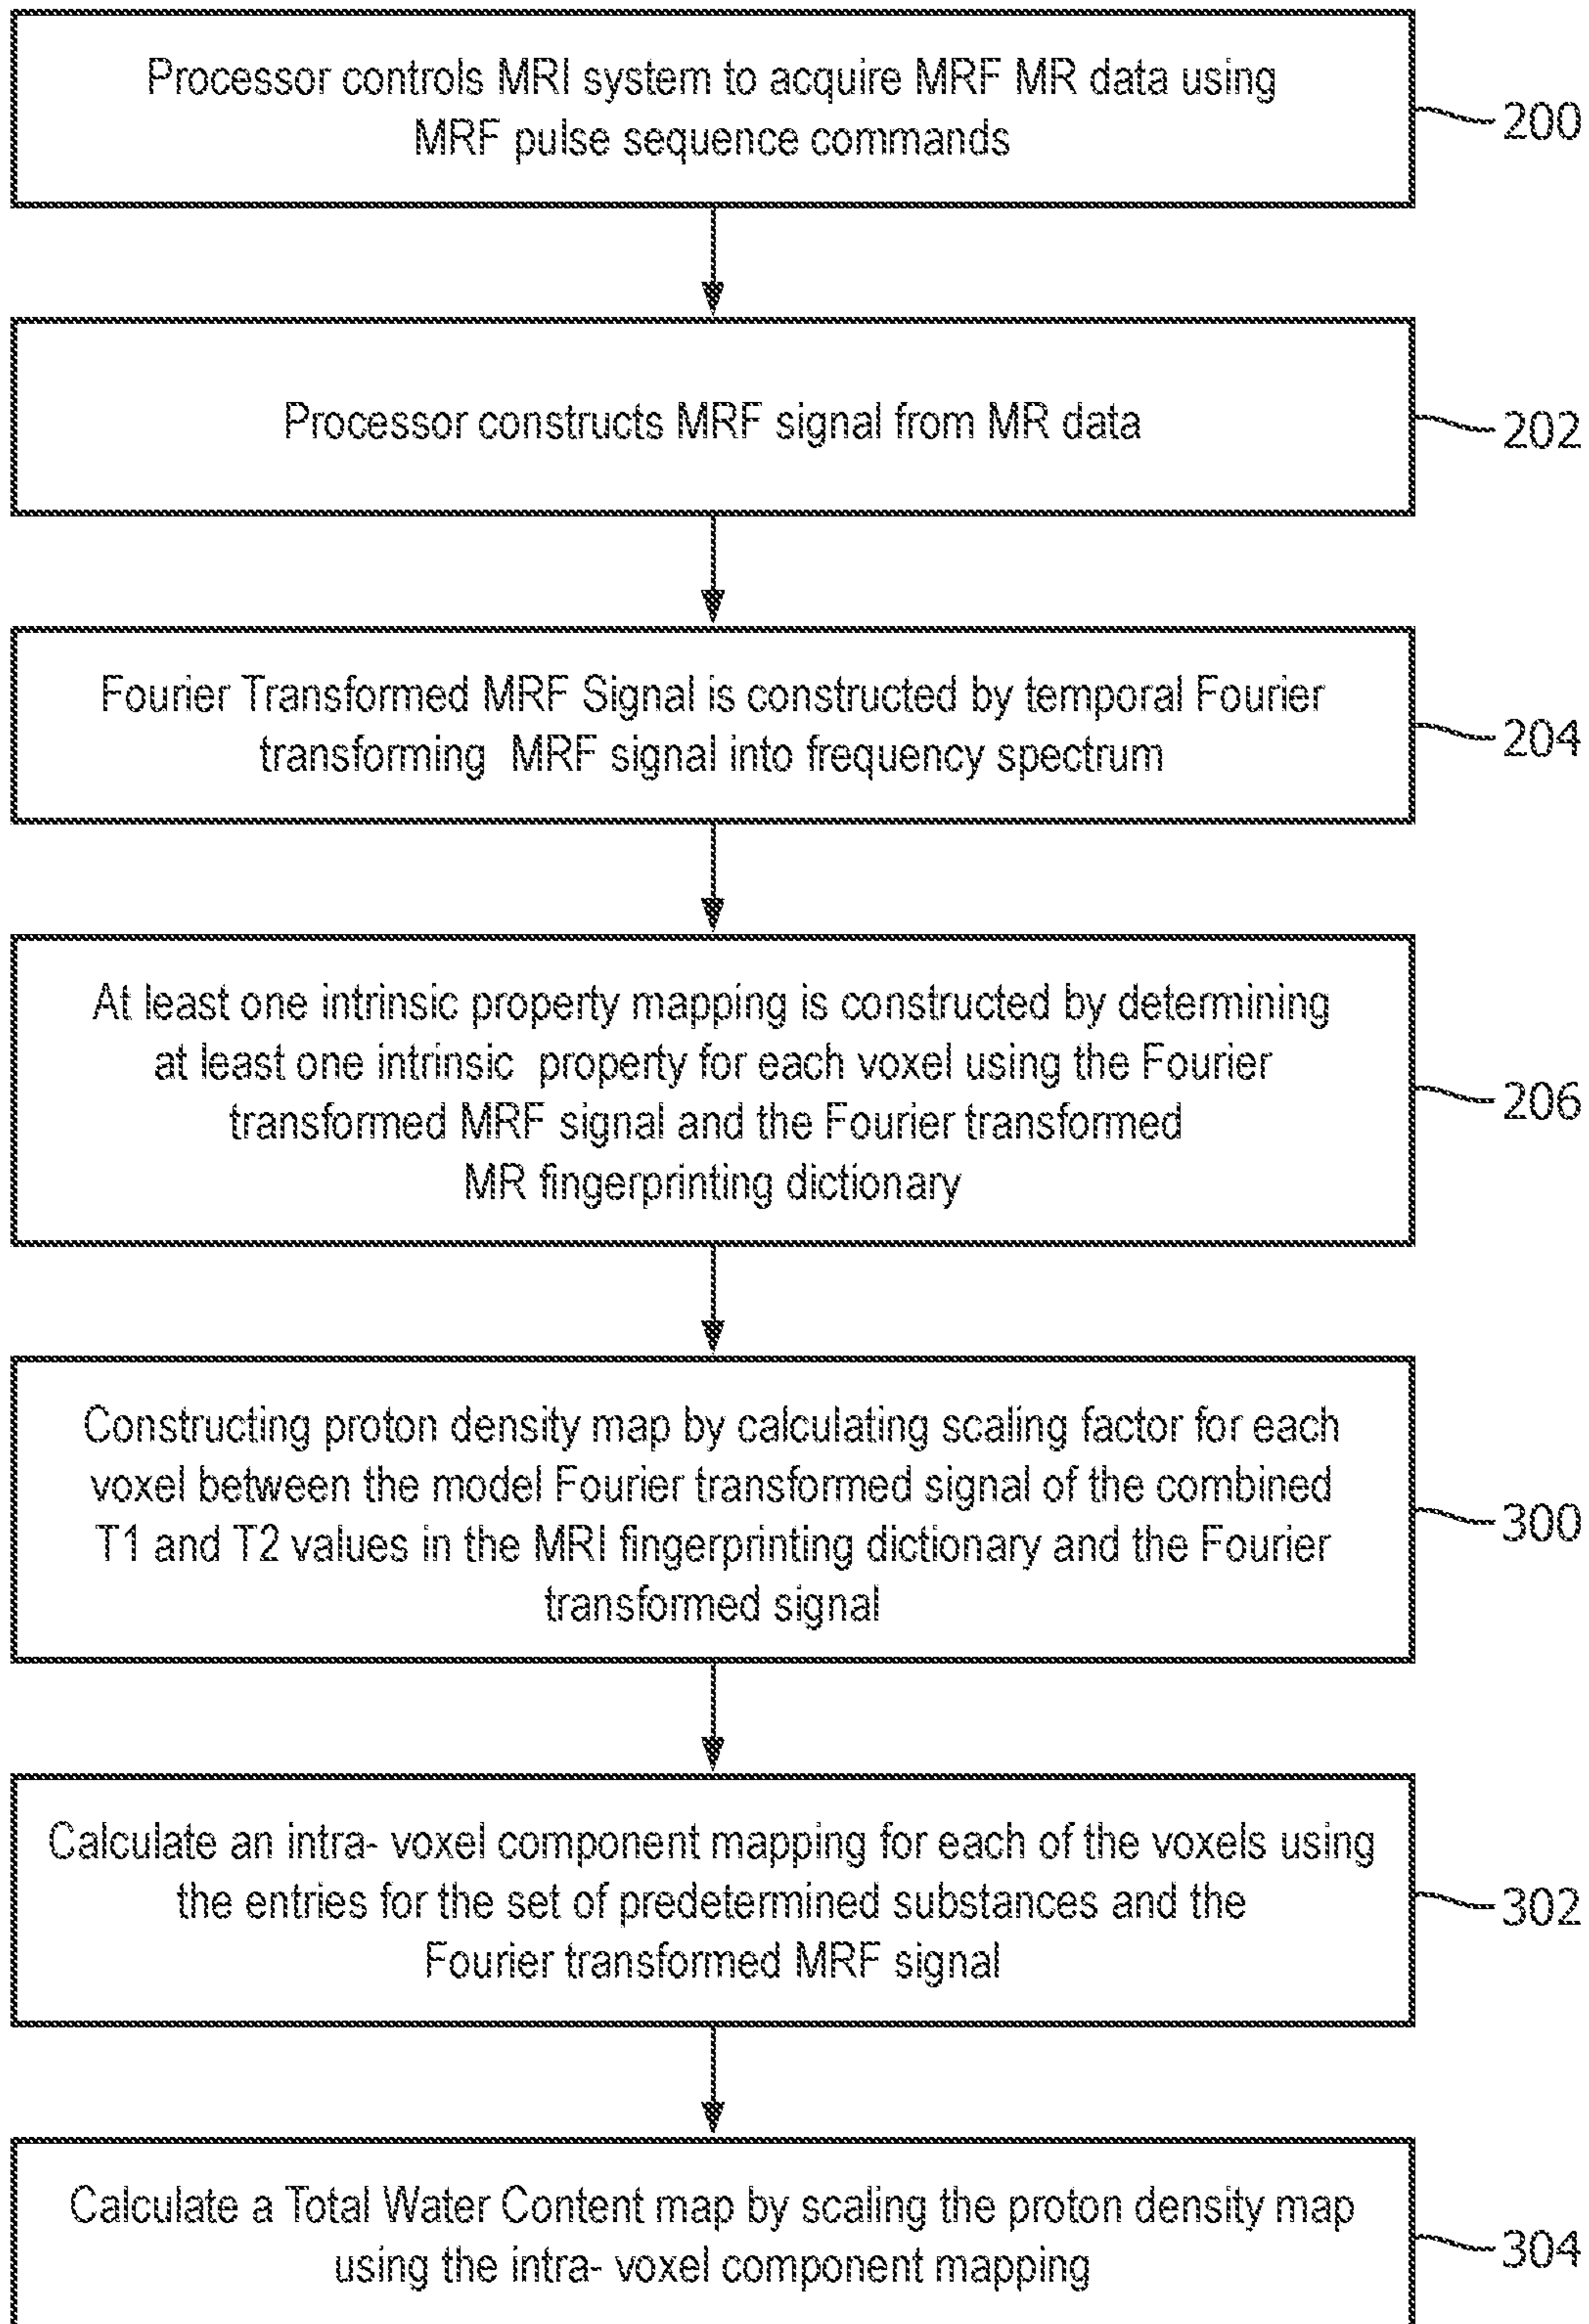 Processor controls MRI system to acquire MRF MR data using
MRF pulse sequence commands
200
Processor constructs MRF signal from MR data
202
Fourier Transformed MRF Signal is constructed by temporal Fourier
transforming MRF signal into frequency spectrum
204
At least one intrinsic property mapping is constructed by determining
at least one intrinsic property for each voxel using the Fourier
transformed MRF signal and the Fourier transformed
MR fingerprinting dictionary
206
Constructing proton density map by calculating scaling factor for each
voxel between the model Fourier transformed signal of the combined
T1 and T2 values in the MRI fingerprinting dictionary and the Fourier
transformed signal
300
Calculate an intra- voxel component mapping for each of the voxels using
the entries for the set of predetermined substances and the
Fourier transformed MRF signal
302
Calculate a Total Water Content map by scaling the proton density map
using the intra- voxel component mapping
304